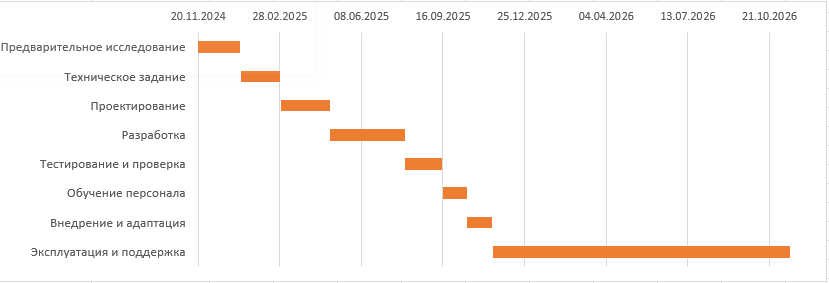 20.11.2024 28.02.2025 08.06.2025 16.09.2025 25.12.2025 04.04.2026 13.07.2026 21.10.2026
Предварительное исследование
Техническое задание
Проектирование
Разработка
Тестирование и проверка
Обучение персонала
Внедрение и адаптация
Эксплуатация и поддержка